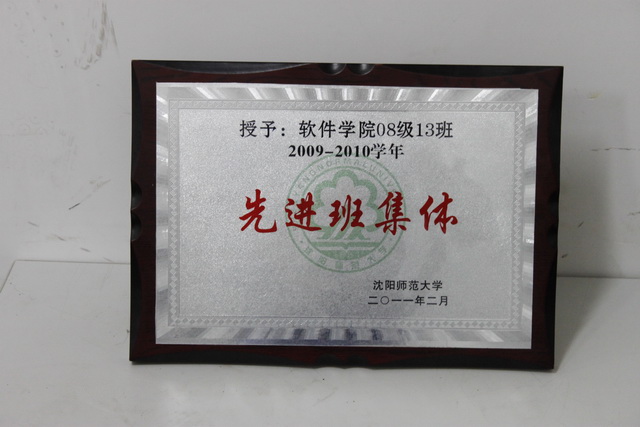 授予：软件学院08级13班
2009-2010学年
先进班集体
沈阳师范大学
二〇一一年二月